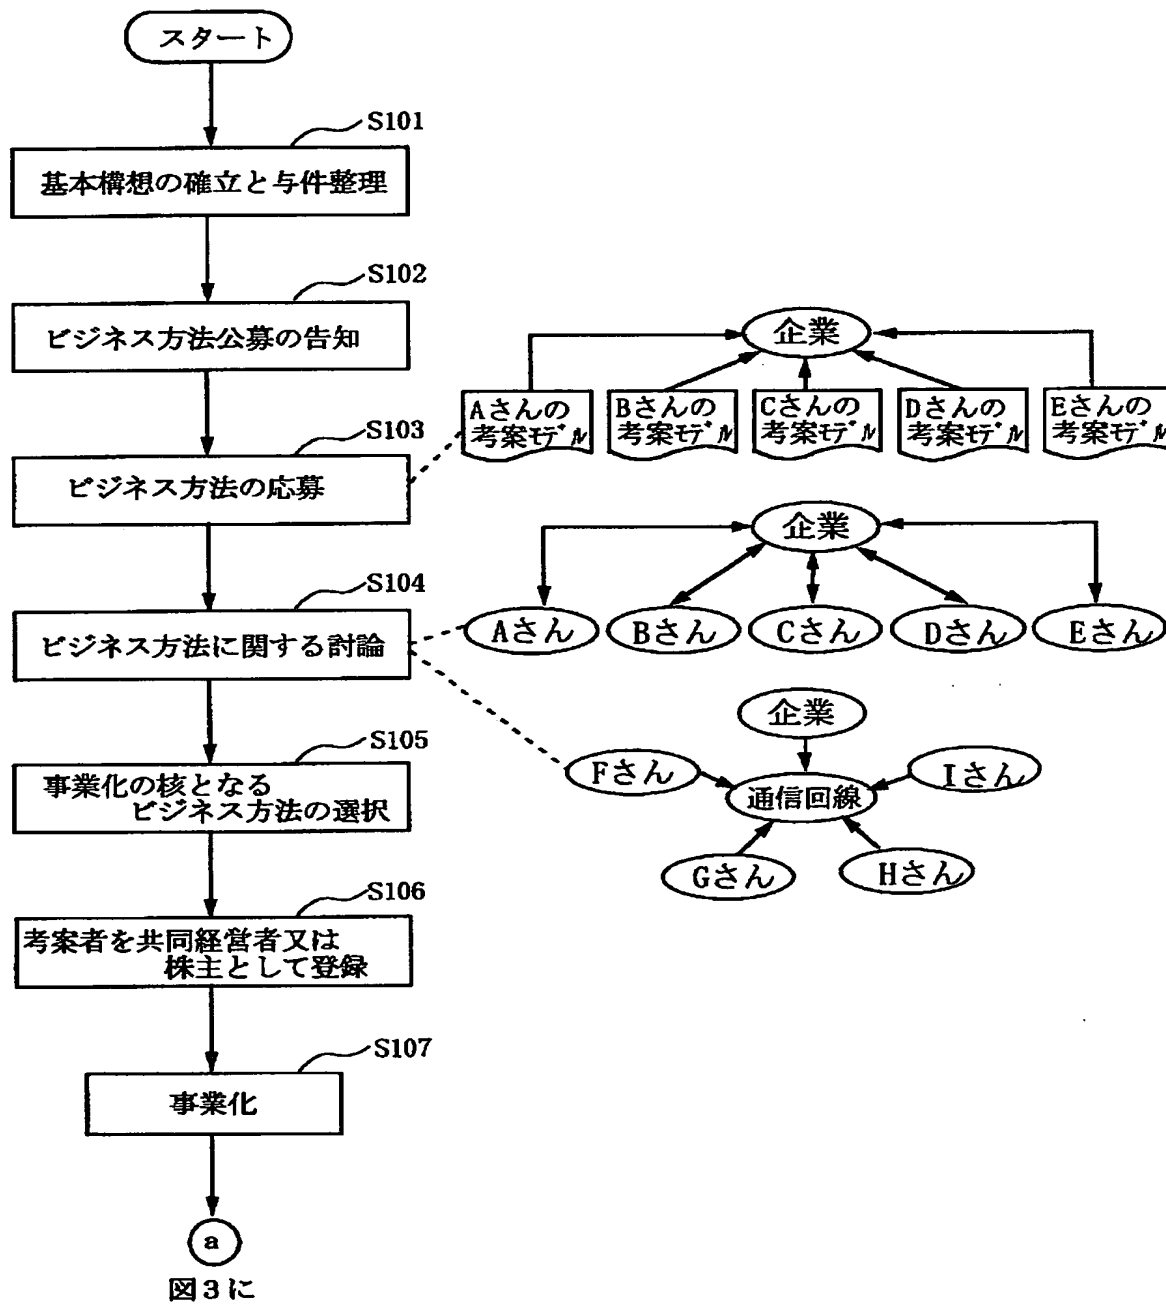 スタート
S101
基本構想の確立と与件整理
S102
ビジネス方法公募の告知
S103
ビジネス方法の応募
企業
Aさんの
考案モデル
Bさんの
考案モデル
Cさんの
考案モデル
Dさんの
考案モデル
Eさんの
考案モデル
S104
ビジネス方法に関する討論
企業
Aさん
Bさん
Cさん
Dさん
Eさん
企業
Fさん
通信回線
Iさん
Gさん
Hさん
S105
事業化の核となる
ビジネス方法の選択
S106
考案者を共同経営者又は
株主として登録
S107
事業化
a
図3に